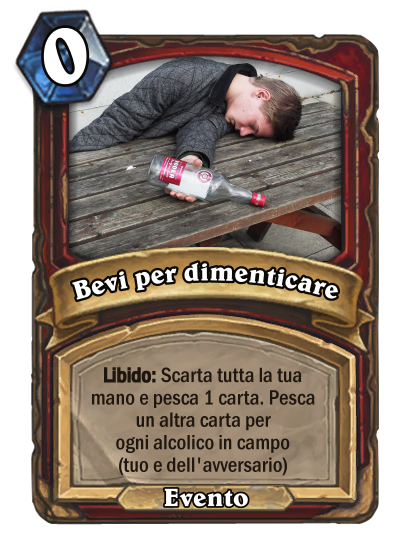 0
Bevi per dimenticare
Libido: Scarta tutta la tua
mano e pesca 1 carta. Pesca
un altra carta per
ogni alcolico in campo
(tuo e dell'avversario)
Evento